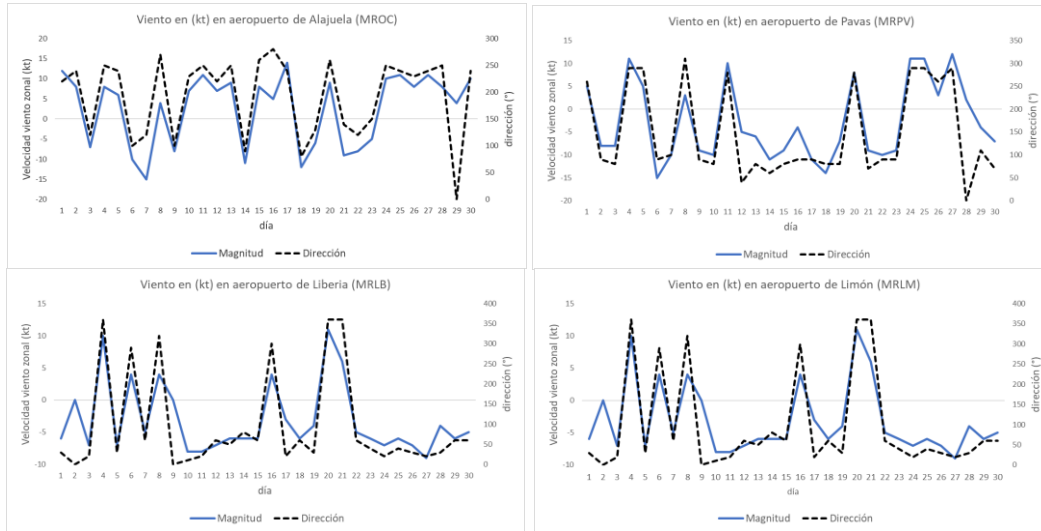 Viento en (kt) en aeropuerto de Alajuela (MROC)
Velocidad viento zonal (kt)
20
15
10
5
0
-5
-10
-15
-20
300
250
200
150
100
50
0
dirección (°)
1 2 3 4 5 6 7 8 9 10 11 12 13 14 15 16 17 18 19 20 21 22 23 24 25 26 27 28 29 30
día
Magnitud Dirección
Viento en (kt) en aeropuerto de Pavas (MRPV)
Velocidad viento zonal (kt)
15
10
5
0
-5
-10
-15
-20
350
300
250
200
150
100
50
0
dirección (°)
1 2 3 4 5 6 7 8 9 10 11 12 13 14 15 16 17 18 19 20 21 22 23 24 25 26 27 28 29 30
día
Magnitud Dirección
Viento en (kt) en aeropuerto de Liberia (MRLB)
Velocidad viento zonal (kt)
15
10
5
0
-5
-10
400
350
300
250
200
150
100
50
0
dirección (°)
1 2 3 4 5 6 7 8 9 10 11 12 13 14 15 16 17 18 19 20 21 22 23 24 25 26 27 28 29 30
día
Magnitud Dirección
Viento en (kt) en aeropuerto de Limón (MRLM)
Velocidad viento zonal (kt)
15
10
5
0
-5
-10
400
350
300
250
200
150
100
50
0
dirección (°)
1 2 3 4 5 6 7 8 9 10 11 12 13 14 15 16 17 18 19 20 21 22 23 24 25 26 27 28 29 30
día
Magnitud Dirección